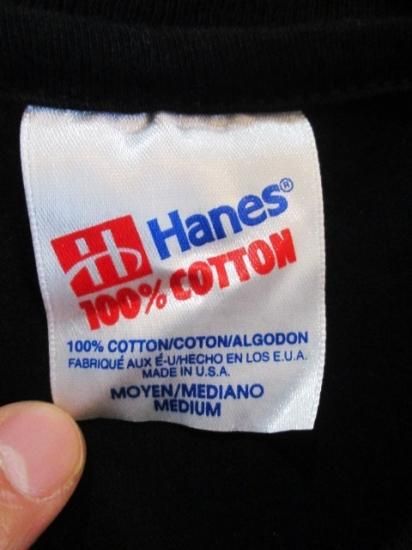 Hanes®
100% COTTON
100% COTTON/COTON/ALGODON
FABRIQUÉ AUX É-U/HECHO EN LOS E.U.A.
MADE IN U.S.A.
MOYEN/MEDIANO
MEDIUM